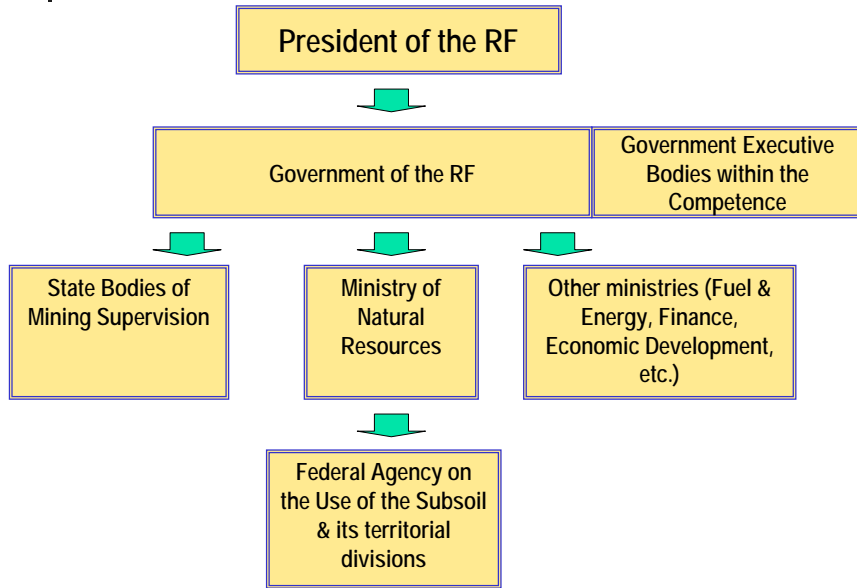 President of the RF
Government of the RF
Government Executive
Bodies within the
Competence
State Bodies of
Mining Supervision
Ministry of
Natural
Resources
Other ministries (Fuel &
Energy, Finance,
Economic Development,
etc.)
Federal Agency on
the Use of the Subsoil
& its territorial
divisions